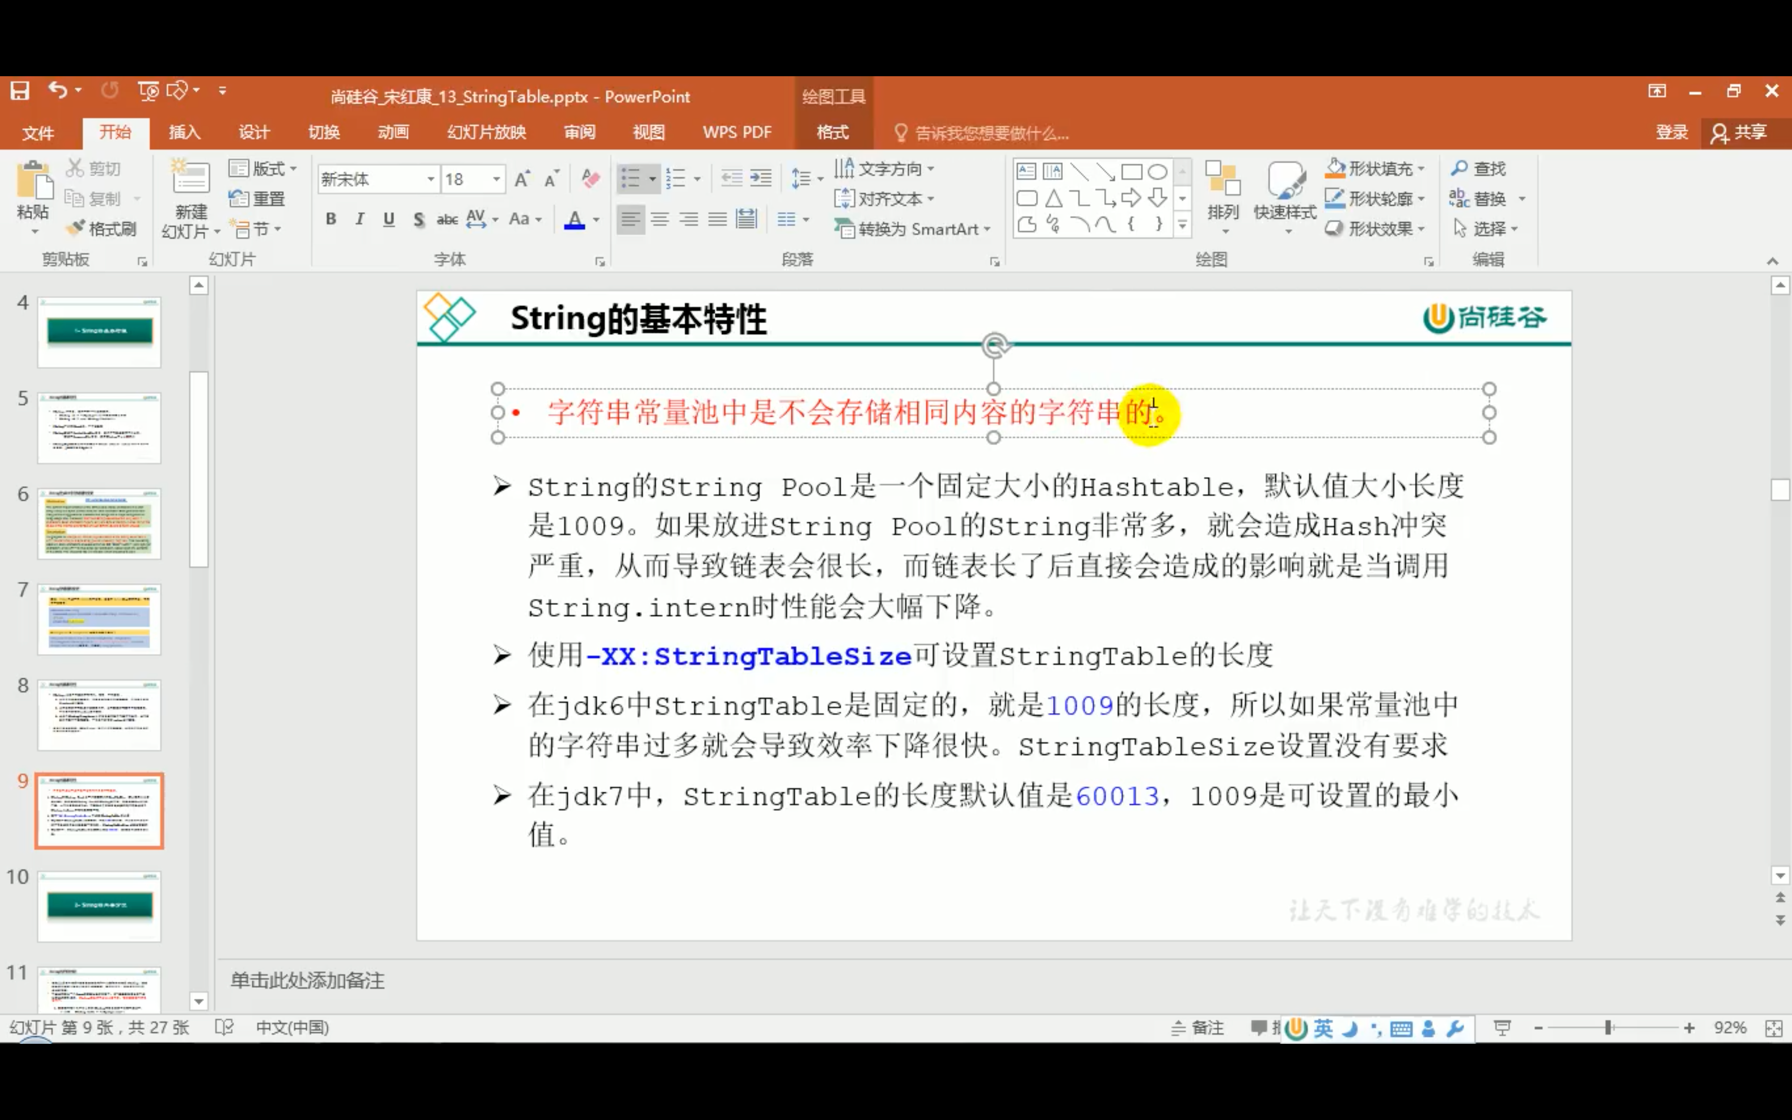 尚硅谷_宋红康_13_StringTable.pptx - PowerPoint
绘图工具
文件 开始 插入 设计 切换 动画 幻灯片放映 审阅 视图 WPS PDF 格式 告诉我您想要做什么... 登录 共享
粘贴 剪切 复制 格式刷 剪贴板
新建幻灯片 版式 重置 节 幻灯片
新宋体 18 B I U S abc AV Aa A 字体
文字方向 对齐文本 转换为 SmartArt 段落
排列 快速样式 形状填充 形状轮廓 形状效果 绘图
查找 替换 选择 编辑
4
5
6
7
8
9
10
11
String的基本特性
尚硅谷
• 字符串常量池中是不会存储相同内容的字符串的。
➢ String的String Pool是一个固定大小的Hashtable，默认值大小长度
是1009。如果放进String Pool的String非常多，就会造成Hash冲突
严重，从而导致链表会很长，而链表长了后直接会造成的影响就是当调用
String.intern时性能会大幅下降。
➢ 使用-XX:StringTableSize可设置StringTable的长度
➢ 在jdk6中StringTable是固定的，就是1009的长度，所以如果常量池中
的字符串过多就会导致效率下降很快。StringTableSize设置没有要求
➢ 在jdk7中，StringTable的长度默认值是60013，1009是可设置的最小
值。
让天下没有难学的技术
单击此处添加备注
幻灯片 第 9 张，共 27 张 中文(中国) 备注 英 92%